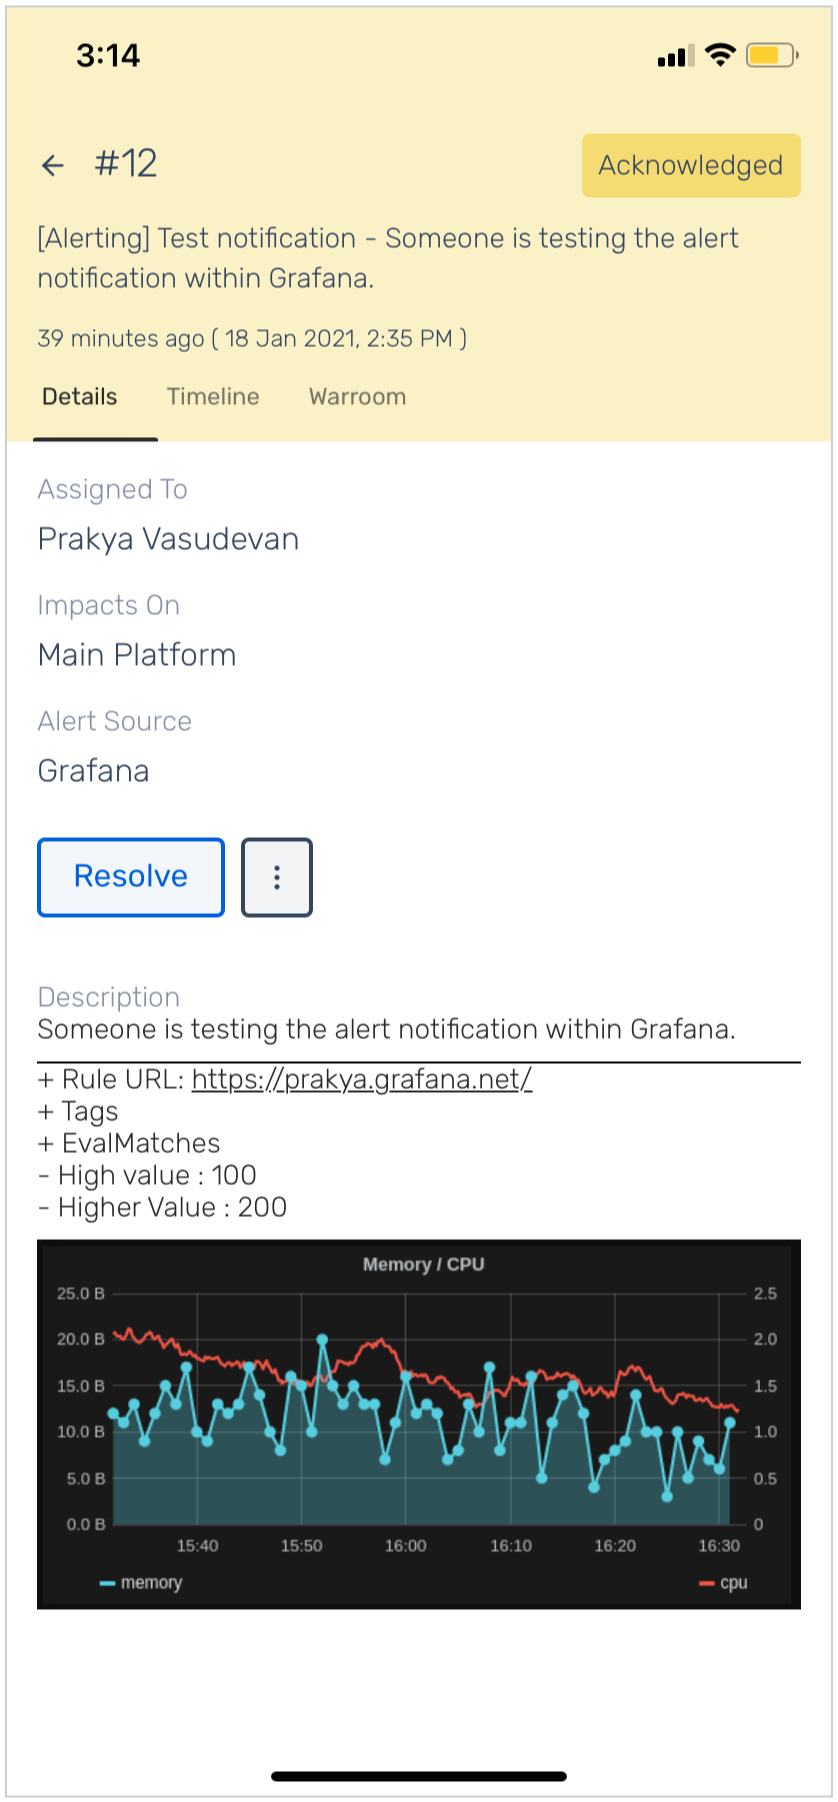 3:14
← #12
Acknowledged
[Alerting] Test notification - Someone is testing the alert
notification within Grafana.
39 minutes ago ( 18 Jan 2021, 2:35 PM )
Details Timeline Warroom
Assigned To
Prakya Vasudevan
Impacts On
Main Platform
Alert Source
Grafana
Resolve
Description
Someone is testing the alert notification within Grafana.
+ Rule URL: https://prakya.grafana.net/
+ Tags
+ EvalMatches
- High value : 100
- Higher Value : 200
Memory / CPU
25.0 B 2.5
20.0 B 2.0
15.0 B 1.5
10.0 B 1.0
5.0 B 0.5
0.0 B 0
15:40 15:50 16:00 16:10 16:20 16:30
memory cpu